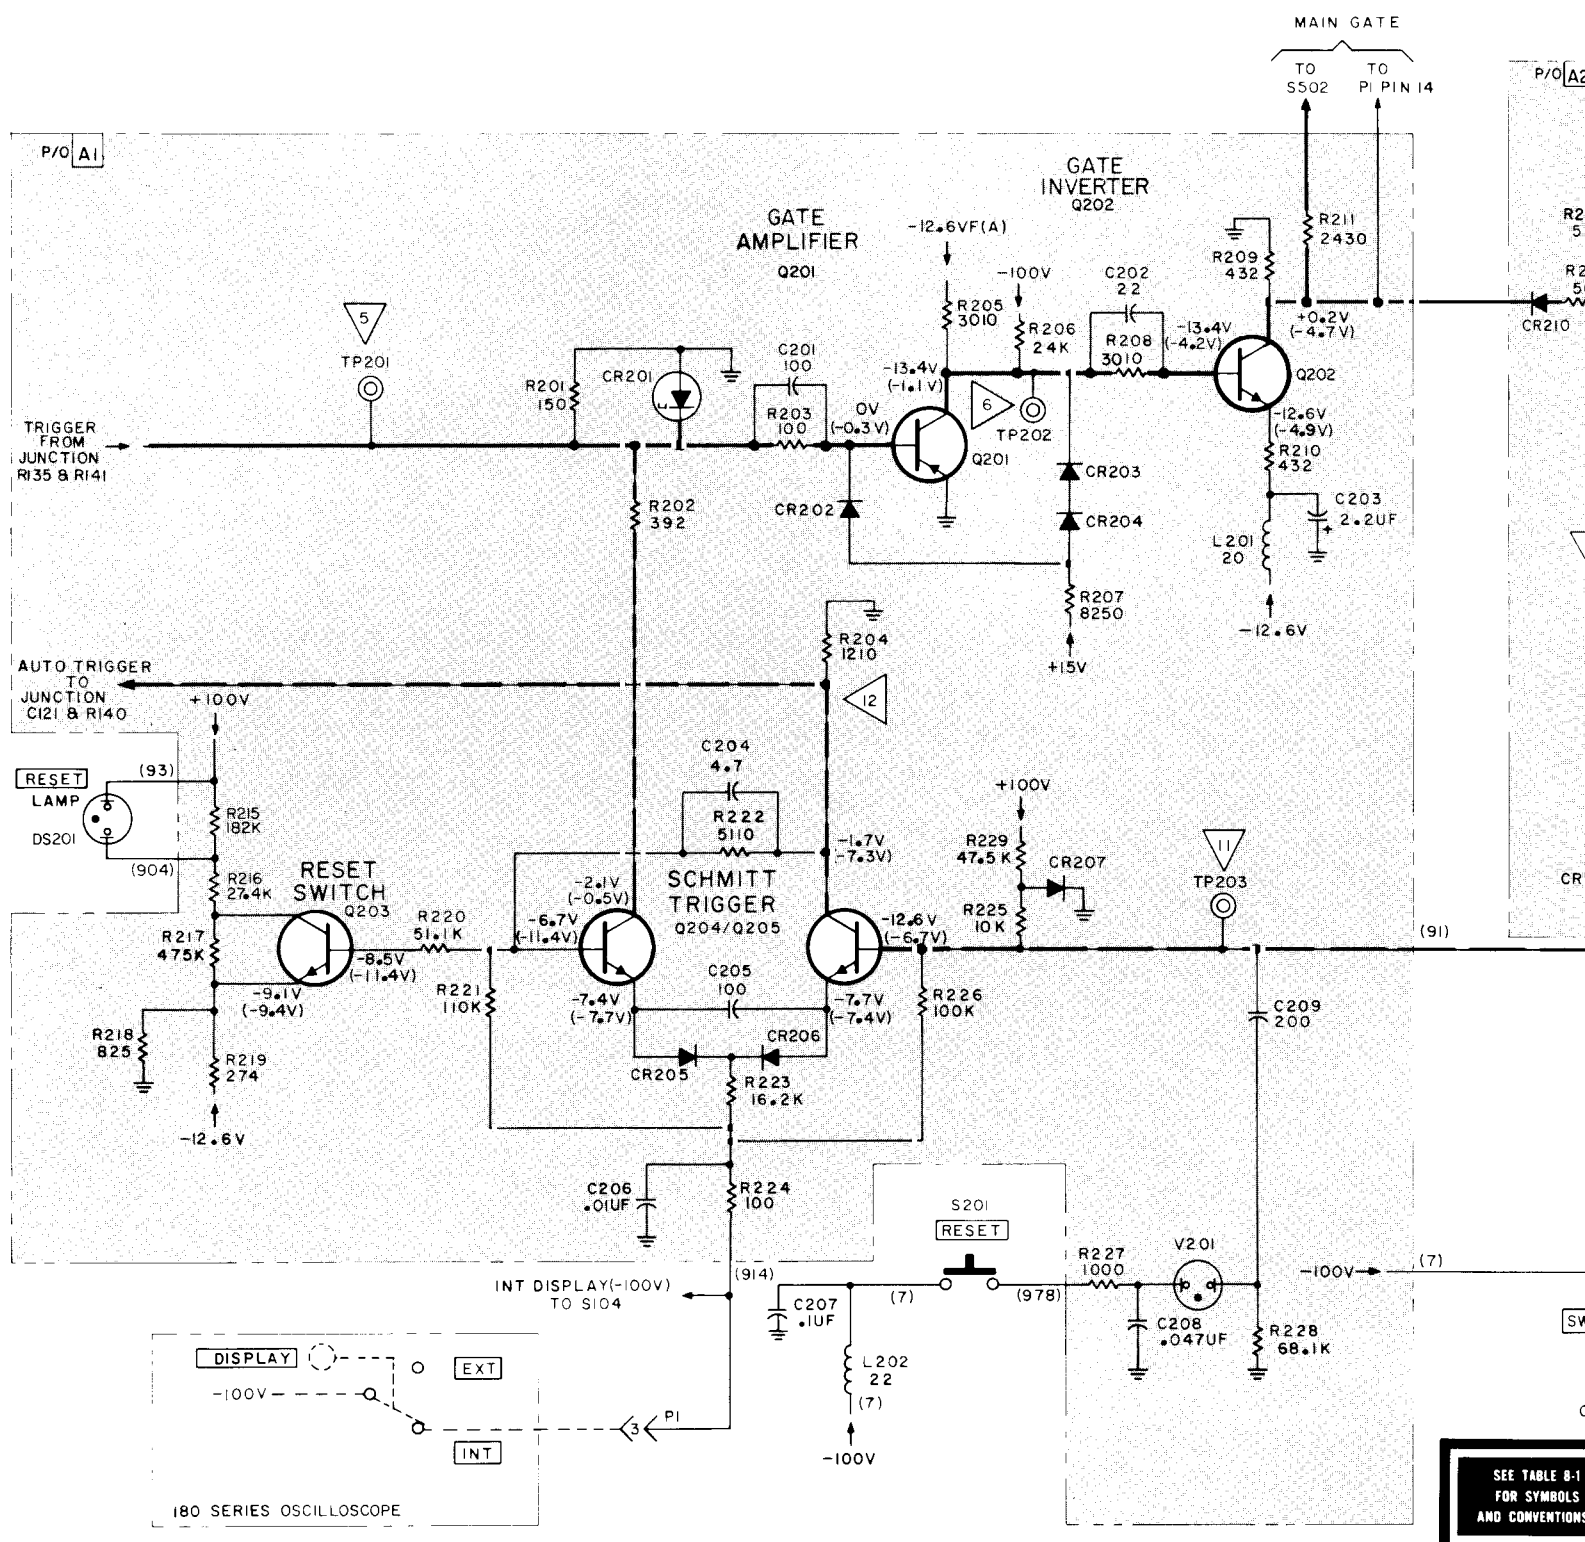 MAIN GATE
TO
S502
TO
P1 PIN 14
P/O A2
P/O A1
GATE
INVERTER
Q202
GATE
AMPLIFIER
Q201
-12.6VF(A)
-100V
C202
22
R205
3010
R206
24K
R208
3010
R209
432
R211
2430
-13.4V
(-4.2V)
+0.2V
(-4.7V)
CR210
5
TP201
R201
150
CR201
C201
100
R203
100
0V
(-0.3V)
-13.4V
(-1.1V)
6
TP202
Q201
Q202
-12.6V
(-4.9V)
R210
432
TRIGGER
FROM
JUNCTION
R135 & R141
R202
392
CR202
CR203
CR204
C203
2.2UF
+
L201
20
-12.6V
R207
8250
+15V
R204
1210
AUTO TRIGGER
TO
JUNCTION
C121 & R140
+100V
12
C204
4.7
R222
5110
RESET
LAMP
DS201
(93)
(904)
R215
182K
R216
27.4K
RESET
SWITCH
Q203
R217
475K
R220
51.1K
-8.5V
(-11.4V)
-9.1V
(-9.4V)
-6.7V
(-11.4V)
-2.1V
(-0.5V)
SCHMITT
TRIGGER
Q204/Q205
-1.7V
-7.3V)
-12.6V
(-6.7V)
+100V
R229
47.5K
CR207
R225
10K
11
TP203
(91)
CR
R221
110K
-7.4V
(-7.7V)
C205
100
-7.7V
(-7.4V)
R226
100K
C209
200
R218
825
R219
274
-12.6V
CR205
CR206
R223
16.2K
C206
.01UF
R224
100
S201
RESET
R227
1000
V201
-100V
(7)
INT DISPLAY(-100V)
TO S104
(914)
C207
.1UF
(7)
(978)
C208
.047UF
R228
68.1K
L202
22
(7)
-100V
DISPLAY
EXT
-100V
INT
3
P1
180 SERIES OSCILLOSCOPE
SEE TABLE 8-1
FOR SYMBOLS
AND CONVENTIONS